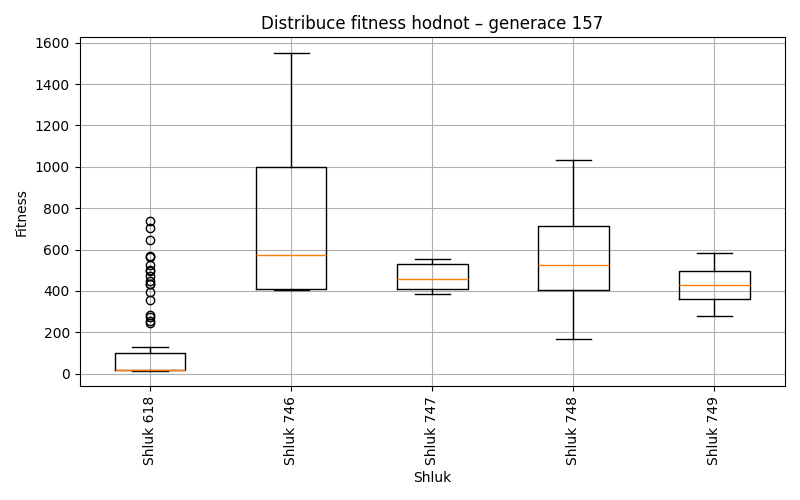 Distribuce fitness hodnot – generace 157
Fitness
1600
1400
1200
1000
800
600
400
200
0
Shluk 618
Shluk 746
Shluk 747
Shluk 748
Shluk 749
Shluk